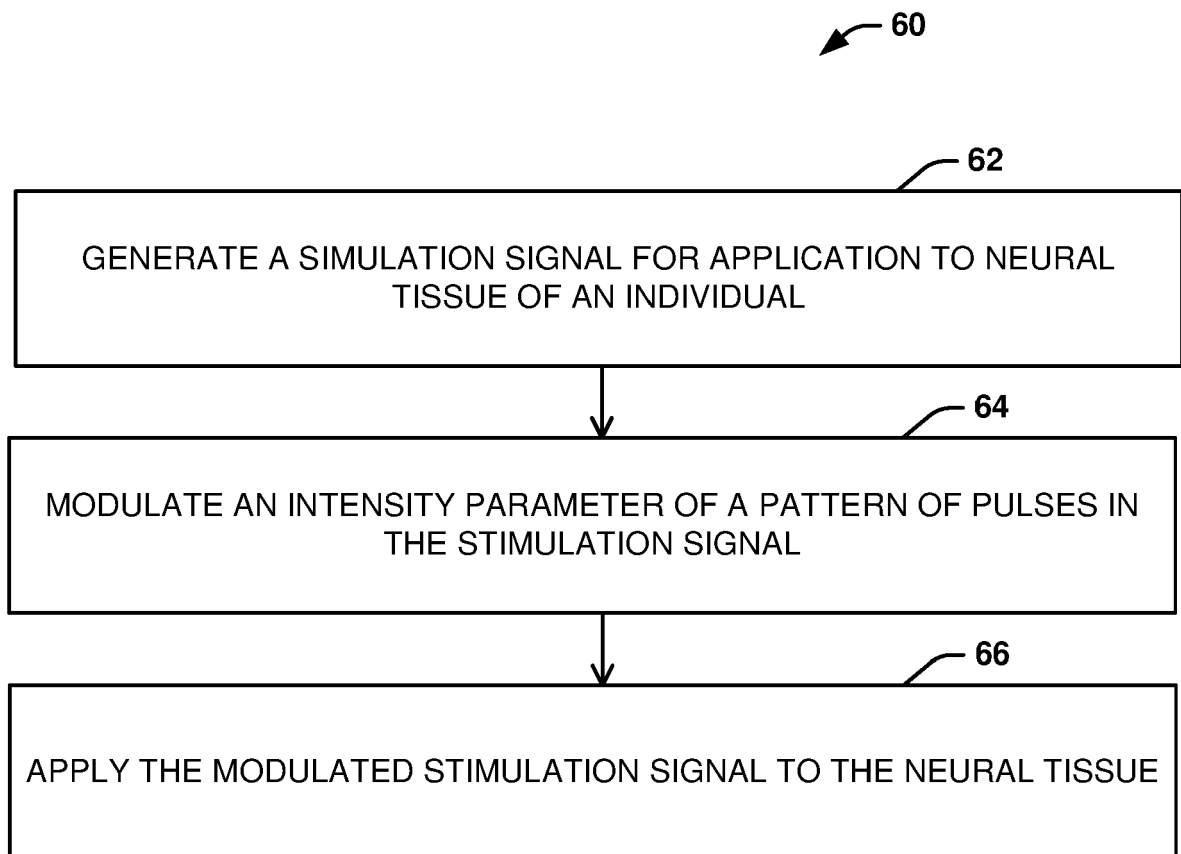 60
62
GENERATE A SIMULATION SIGNAL FOR APPLICATION TO NEURAL
TISSUE OF AN INDIVIDUAL
64
MODULATE AN INTENSITY PARAMETER OF A PATTERN OF PULSES IN
THE STIMULATION SIGNAL
66
APPLY THE MODULATED STIMULATION SIGNAL TO THE NEURAL TISSUE